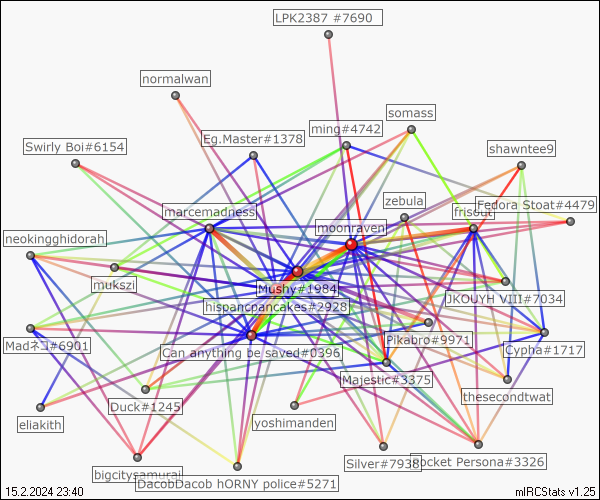 LPK2387 #7690
normalwan
somass
ming#4742
Eg.Master#1378
Swirly Boi#6154
shawntee9
zebula
Fedora Stoat#4479
marcemadness
frisout
moonraven
neokingghidorah
mukszi
Mushy#1984
JKOUYH VIII#7034
hispancpancakes#2928
Pikabro#9971
Madネコ#6901
Can anything be saved#0396
Cypha#1717
Majestic#3375
thesecondtwat
Duck#1245
yoshimanden
eliakith
Silver#7938
ocket Persona#3326
bigcitysamurai
DacobDacob hORNY police#5271
15.2.2024 23:40
mIRCStats v1.25